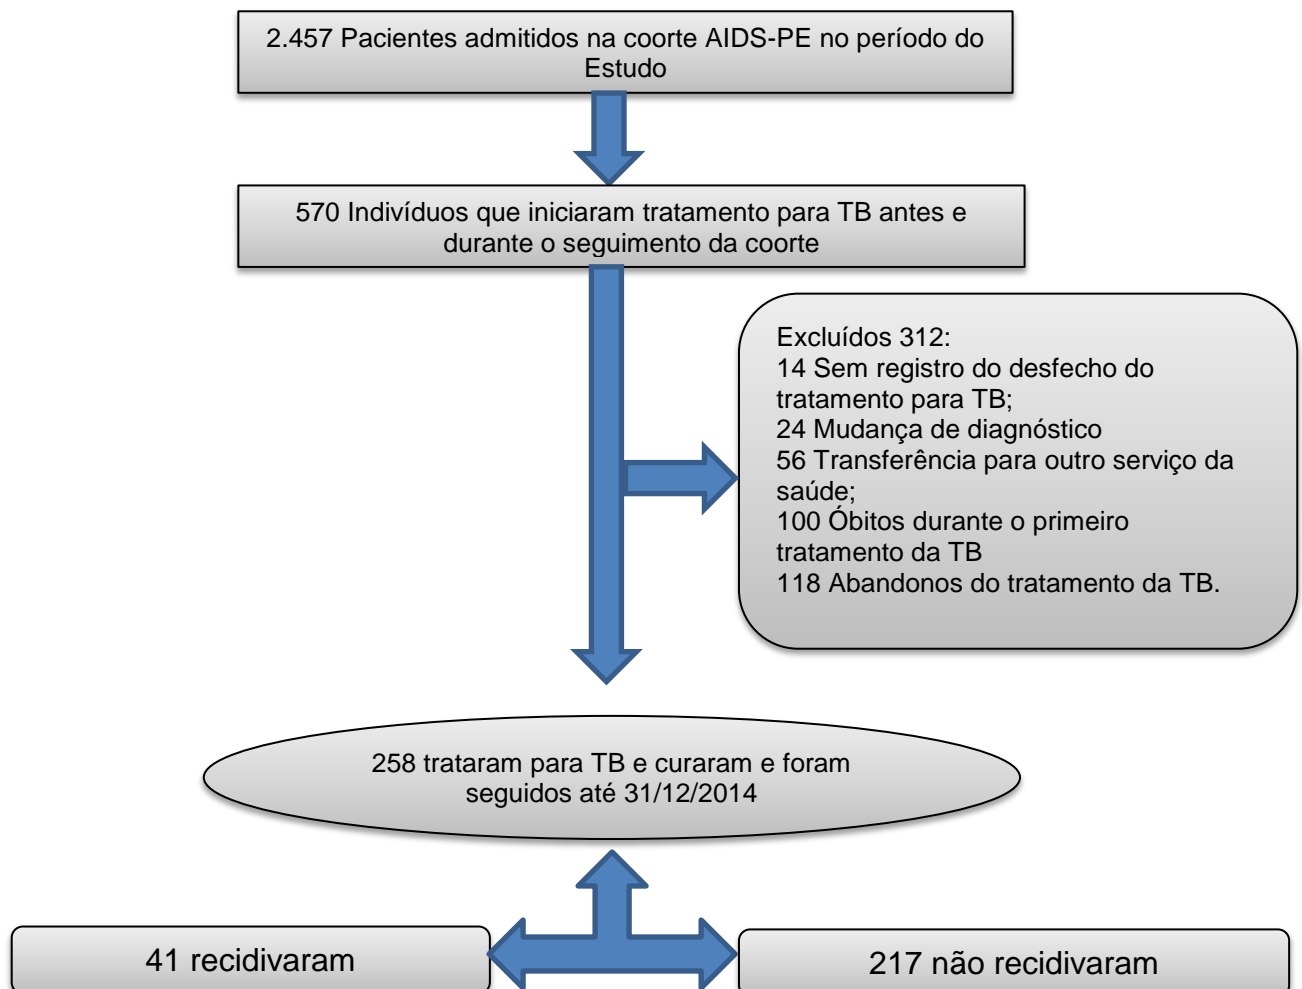 2.457 Pacientes admitidos na coorte AIDS-PE no período do
Estudo
570 Indivíduos que iniciaram tratamento para TB antes e
durante o seguimento da coorte
Excluídos 312:
14 Sem registro do desfecho do
tratamento para TB;
24 Mudança de diagnóstico
56 Transferência para outro serviço da
saúde;
100 Óbitos durante o primeiro
tratamento da TB
118 Abandonos do tratamento da TB.
258 trataram para TB e curaram e foram
seguidos até 31/12/2014
41 recidivaram
217 não recidivaram